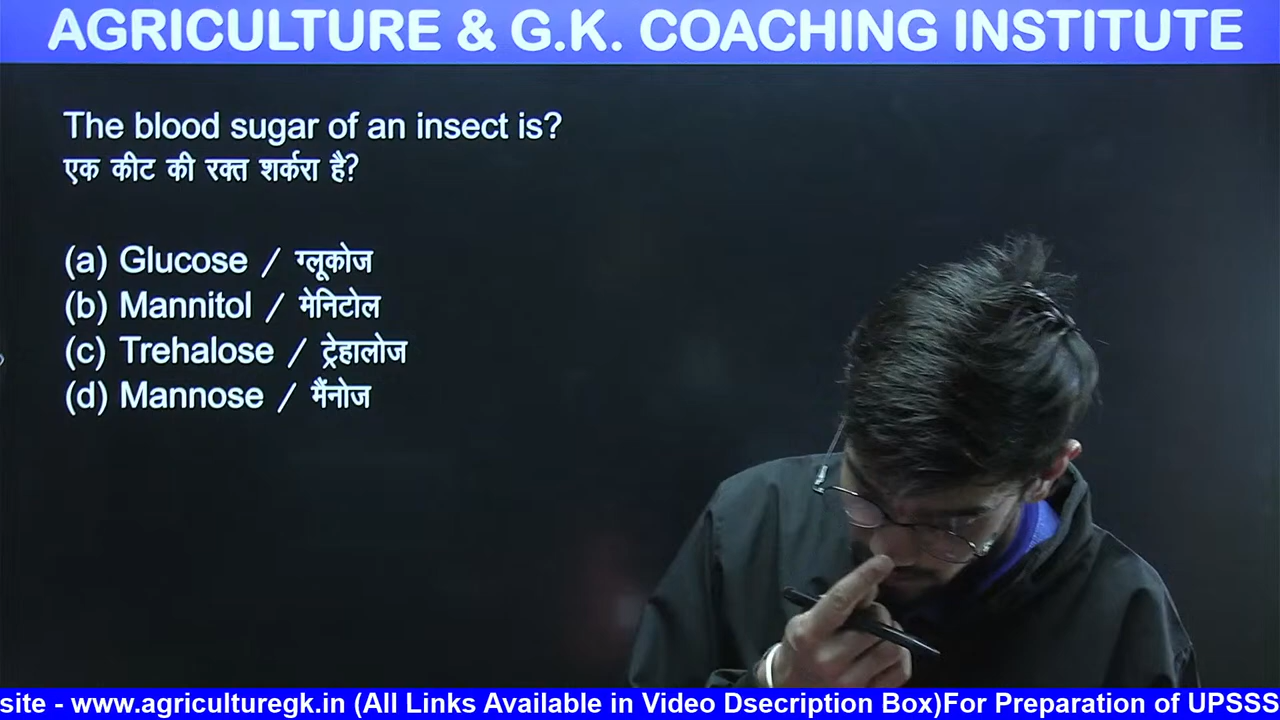 AGRICULTURE & G.K. COACHING INSTITUTE
The blood sugar of an insect is?
एक कीट की रक्त शर्करा है?
(a) Glucose / ग्लूकोज
(b) Mannitol / मेनिटोल
(c) Trehalose / ट्रेहालोज
(d) Mannose / मैंनोज
site - www.agriculturegk.in (All Links Available in Video Dscription Box)For Preparation of UPSSS